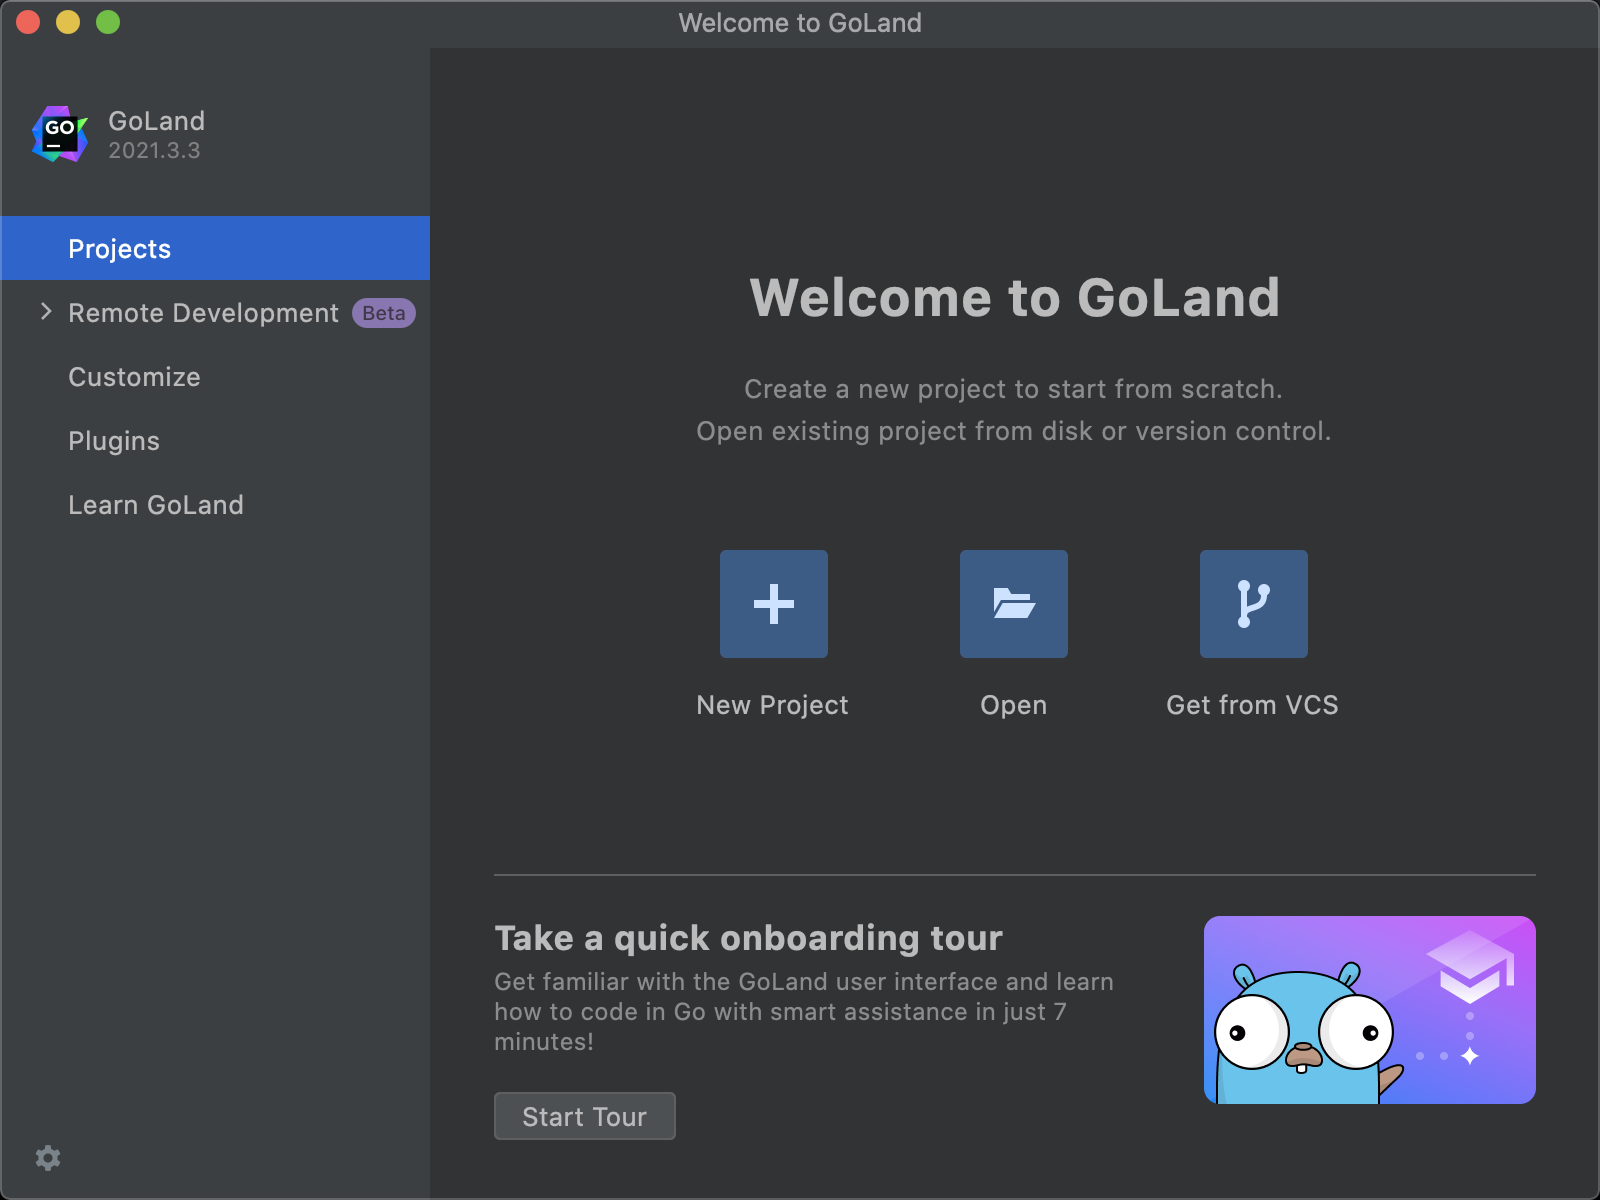 Welcome to GoLand
GO
GoLand
2021.3.3
Projects
Remote Development Beta
Customize
Plugins
Learn GoLand
Welcome to GoLand
Create a new project to start from scratch.
Open existing project from disk or version control.
New Project
Open
Get from VCS
Take a quick onboarding tour
Get familiar with the GoLand user interface and learn
how to code in Go with smart assistance in just 7
minutes!
Start Tour